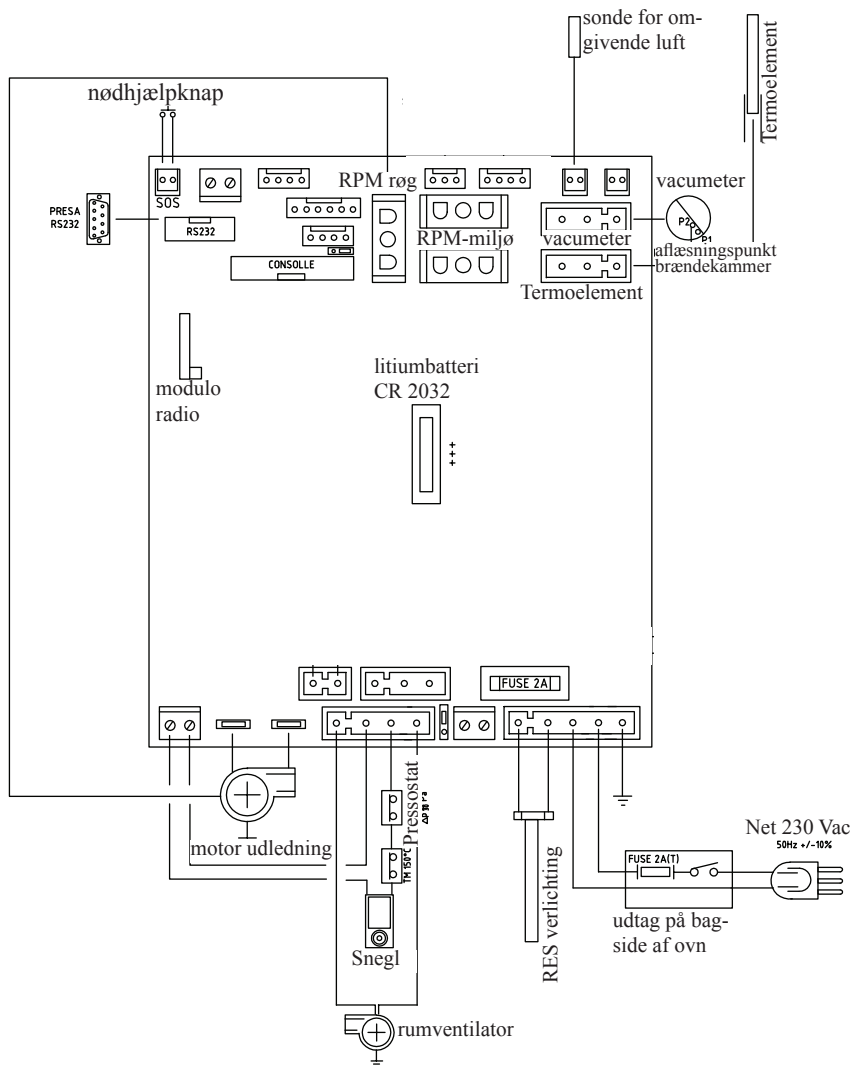 sonde for om-
givende luft
Termoelement
nødhjælpknap
RPM røg
vacumeter
SOS
PRESA
RS232
RS232
P2
P1
RPM-miljø
vacumeter
aflæsningspunkt
brændekammer
CONSOLLE
Termoelement
modulo
radio
litiumbatteri
CR 2032
+++
FUSE 2A
Pressostat
motor udledning
TM 150°C
RES verlichting
Net 230 Vac
50Hz +/-10%
FUSE 2A(T)
udtag på bag-
side af ovn
Snegl
rumventilator